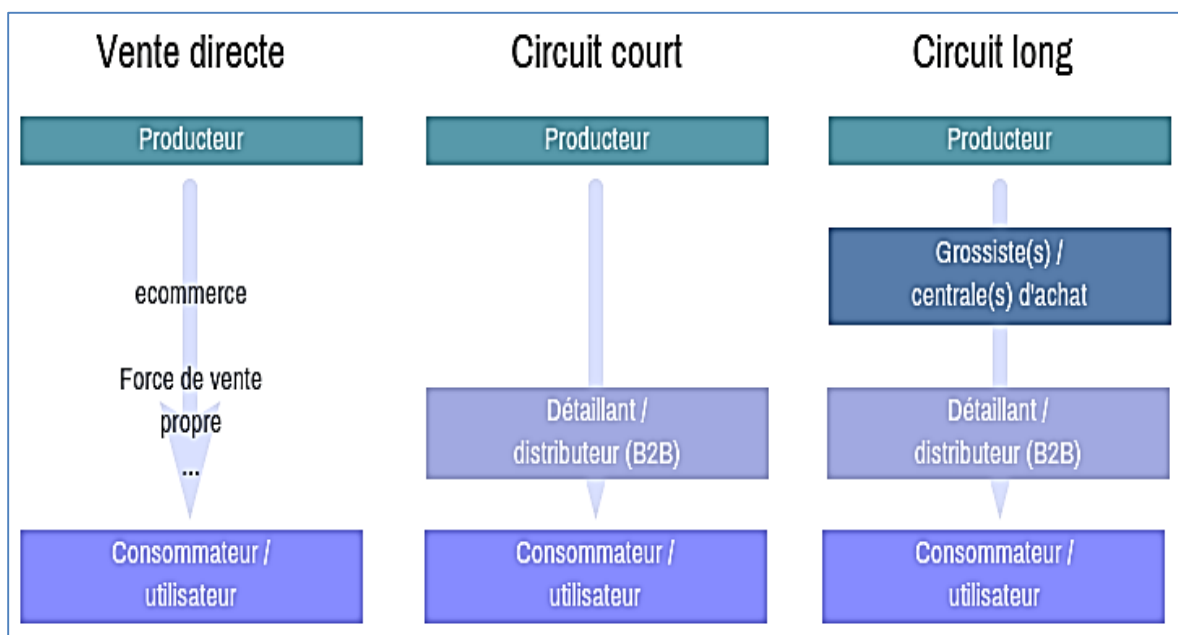 Vente directe
Producteur
ecommerce
Force de vente
propre
...
Consommateur /
utilisateur
Circuit court
Producteur
Détaillant /
distributeur (B2B)
Consommateur /
utilisateur
Circuit long
Producteur
Grossiste(s) /
centrale(s) d'achat
Détaillant /
distributeur (B2B)
Consommateur /
utilisateur